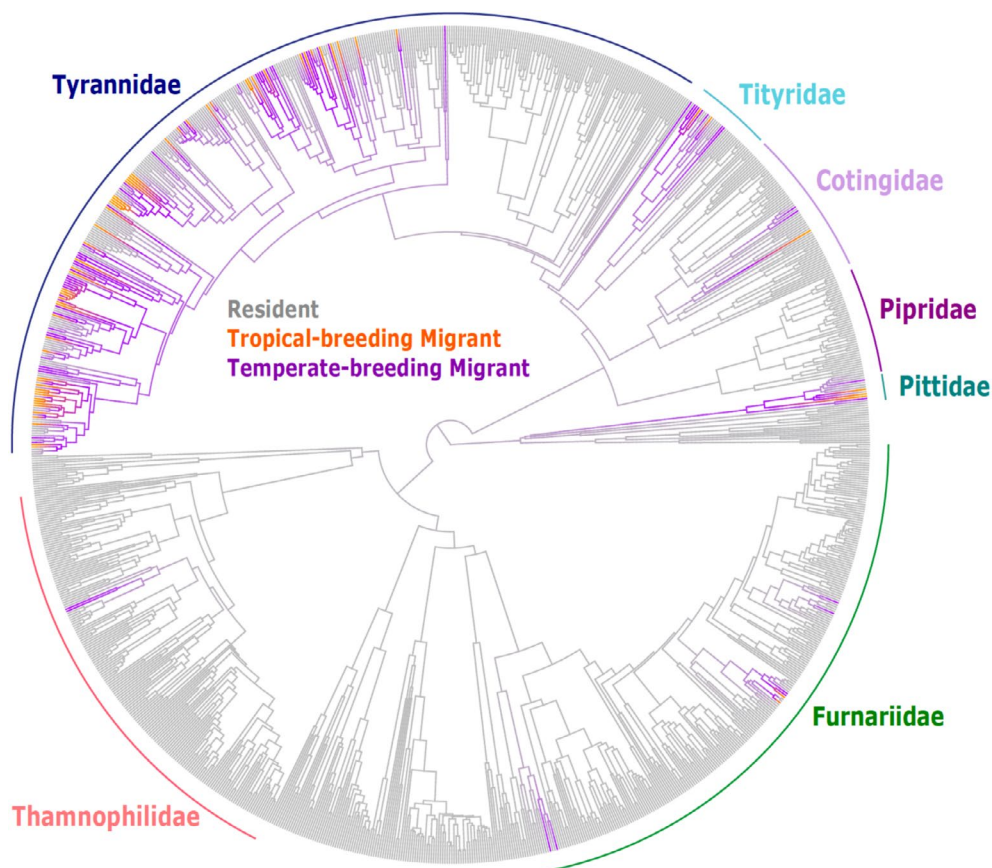 Tyrannidae
Tityridae
Cotingidae
Pipridae
Pittidae
Resident
Tropical-breeding Migrant
Temperate-breeding Migrant
Furnariidae
Thamnophilidae